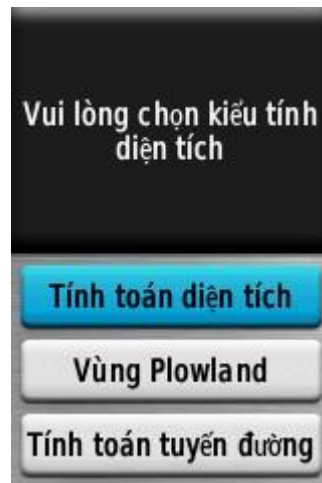 Vui lòng chọn kiểu tính
diện tích
Tính toán diện tích
Vùng Plowland
Tính toán tuyến đường